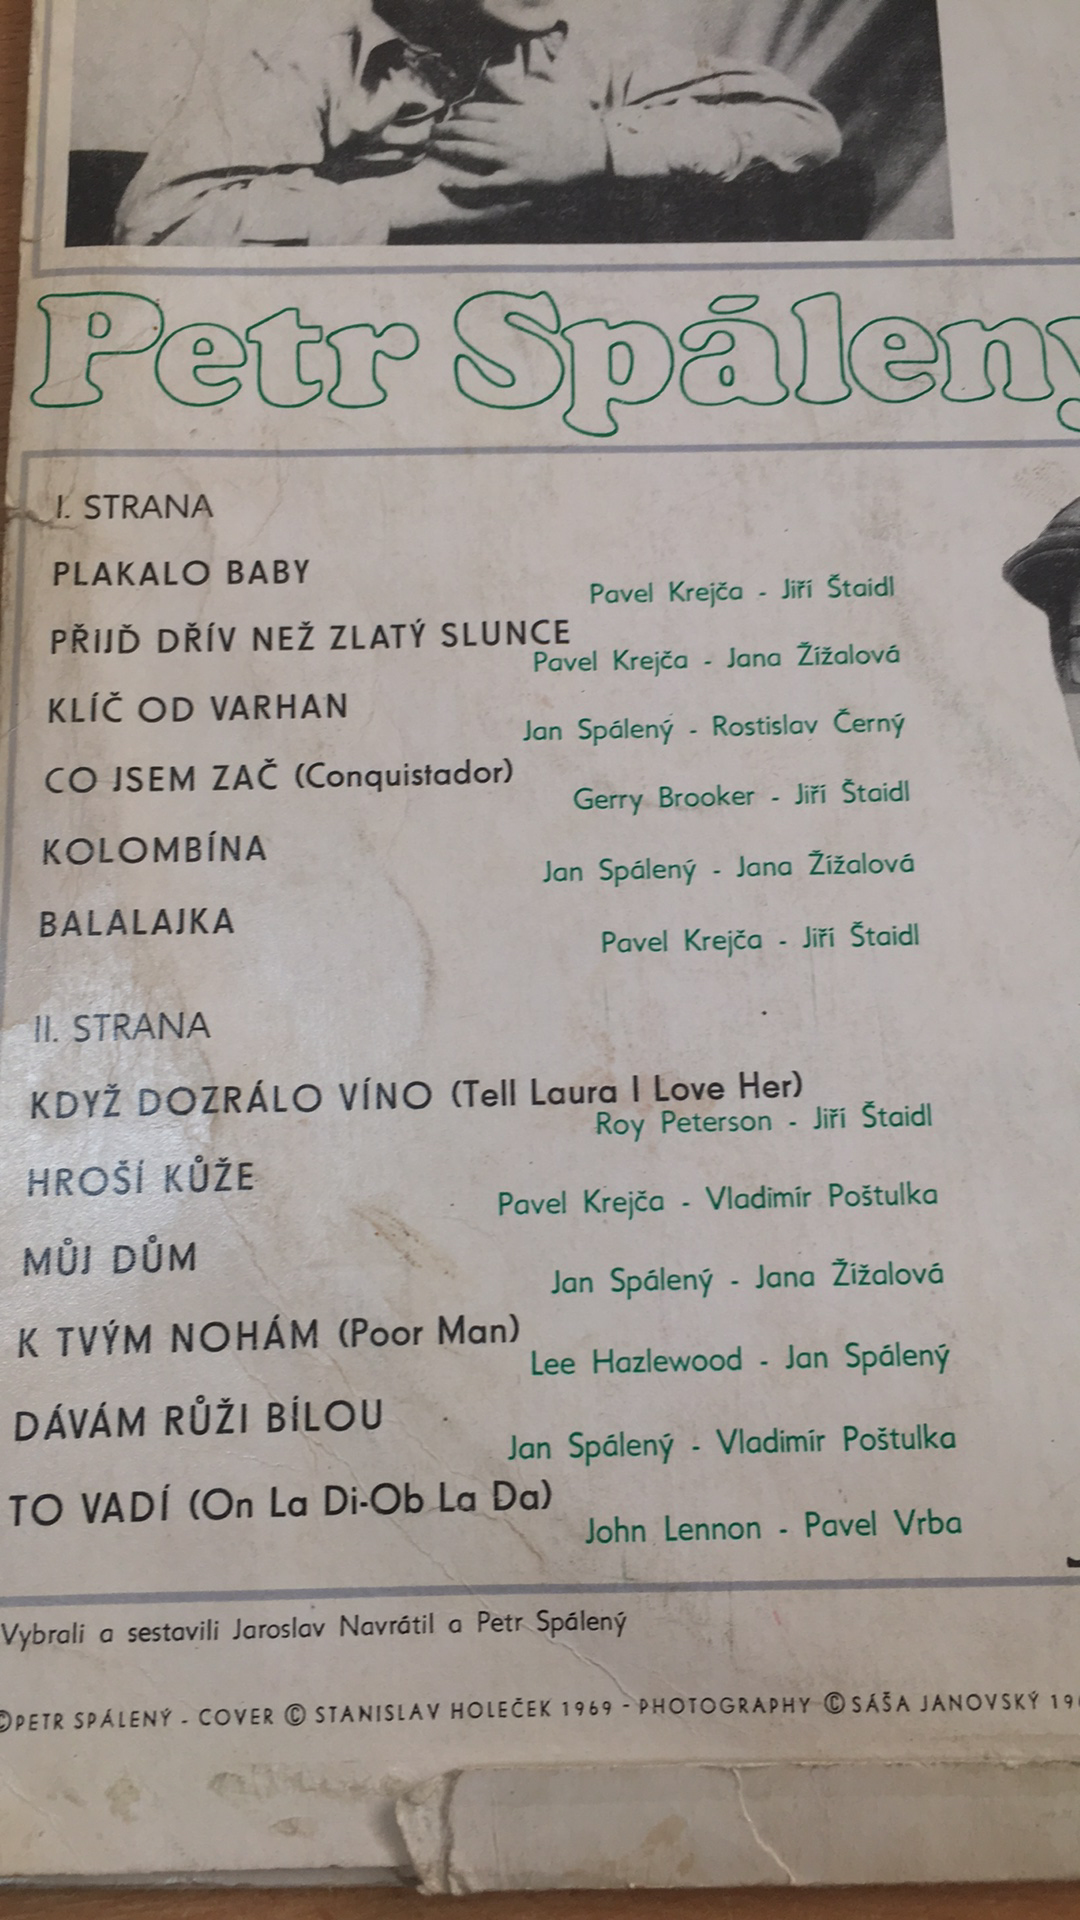 Petr Spálený
I. STRANA
PLAKALO BABY
Pavel Krejča - Jiří Štaidl
PŘIJĎ DŘÍV NEŽ ZLATÝ SLUNCE
Pavel Krejča - Jana Žížalová
KLÍČ OD VARHAN
Jan Spálený - Rostislav Černý
CO JSEM ZAČ (Conquistador)
Gerry Brooker - Jiří Štaidl
KOLOMBÍNA
Jan Spálený - Jana Žížalová
BALALAJKA
Pavel Krejča - Jiří Štaidl
II. STRANA
KDYŽ DOZRÁLO VÍNO (Tell Laura I Love Her)
Roy Peterson - Jiří Štaidl
HROŠÍ KŮŽE
Pavel Krejča - Vladimír Poštulka
MŮJ DŮM
Jan Spálený - Jana Žížalová
K TVÝM NOHÁM (Poor Man)
Lee Hazlewood - Jan Spálený
DÁVÁM RŮŽI BÍLOU
Jan Spálený - Vladimír Poštulka
TO VADÍ (On La Di-Ob La Da)
John Lennon - Pavel Vrba
Vybrali a sestavili Jaroslav Navrátil a Petr Spálený
©PETR SPÁLENÝ - COVER © STANISLAV HOLEČEK 1969 - PHOTOGRAPHY © SÁŠA JANOVSKÝ